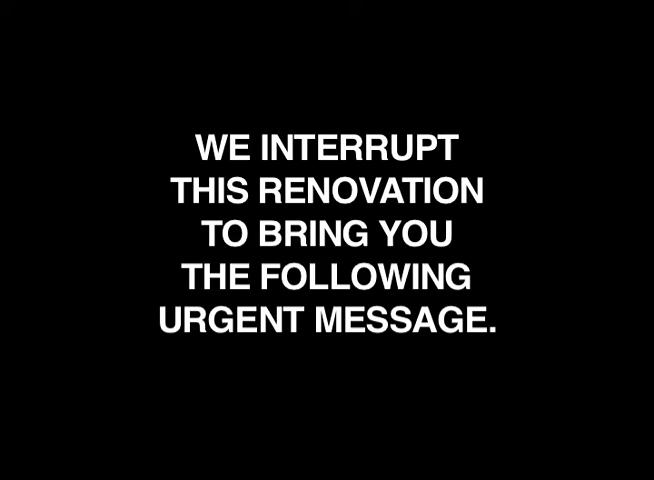 WE INTERRUPT
THIS RENOVATION
TO BRING YOU
THE FOLLOWING
URGENT MESSAGE.